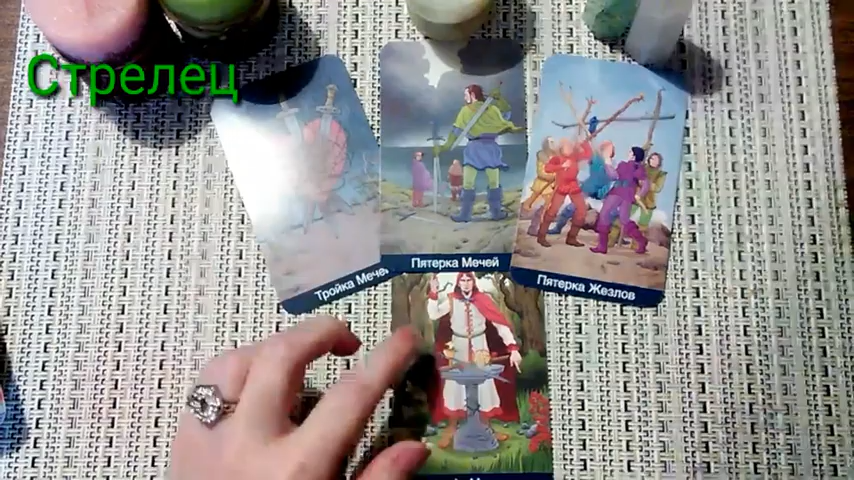 Стрелец
Тройка Мечей
Пятерка Мечей
Пятерка Жезлов